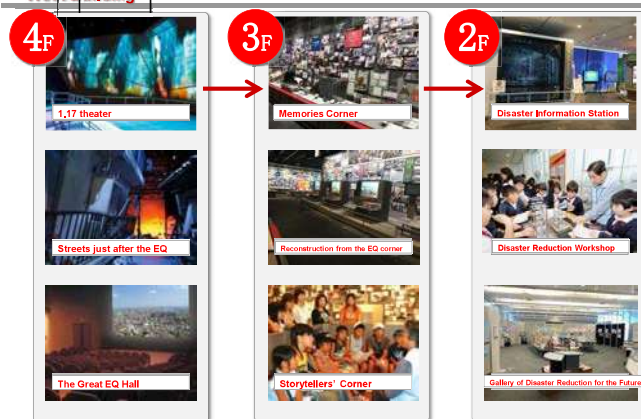 4F
3F
2F
1.17 theater
Memories Corner
Disaster Information Station
Streets just after the EQ
Reconstruction from the EQ corner
Disaster Reduction Workshop
The Great EQ Hall
Storytellers' Corner
Gallery of Disaster Reduction for the Future